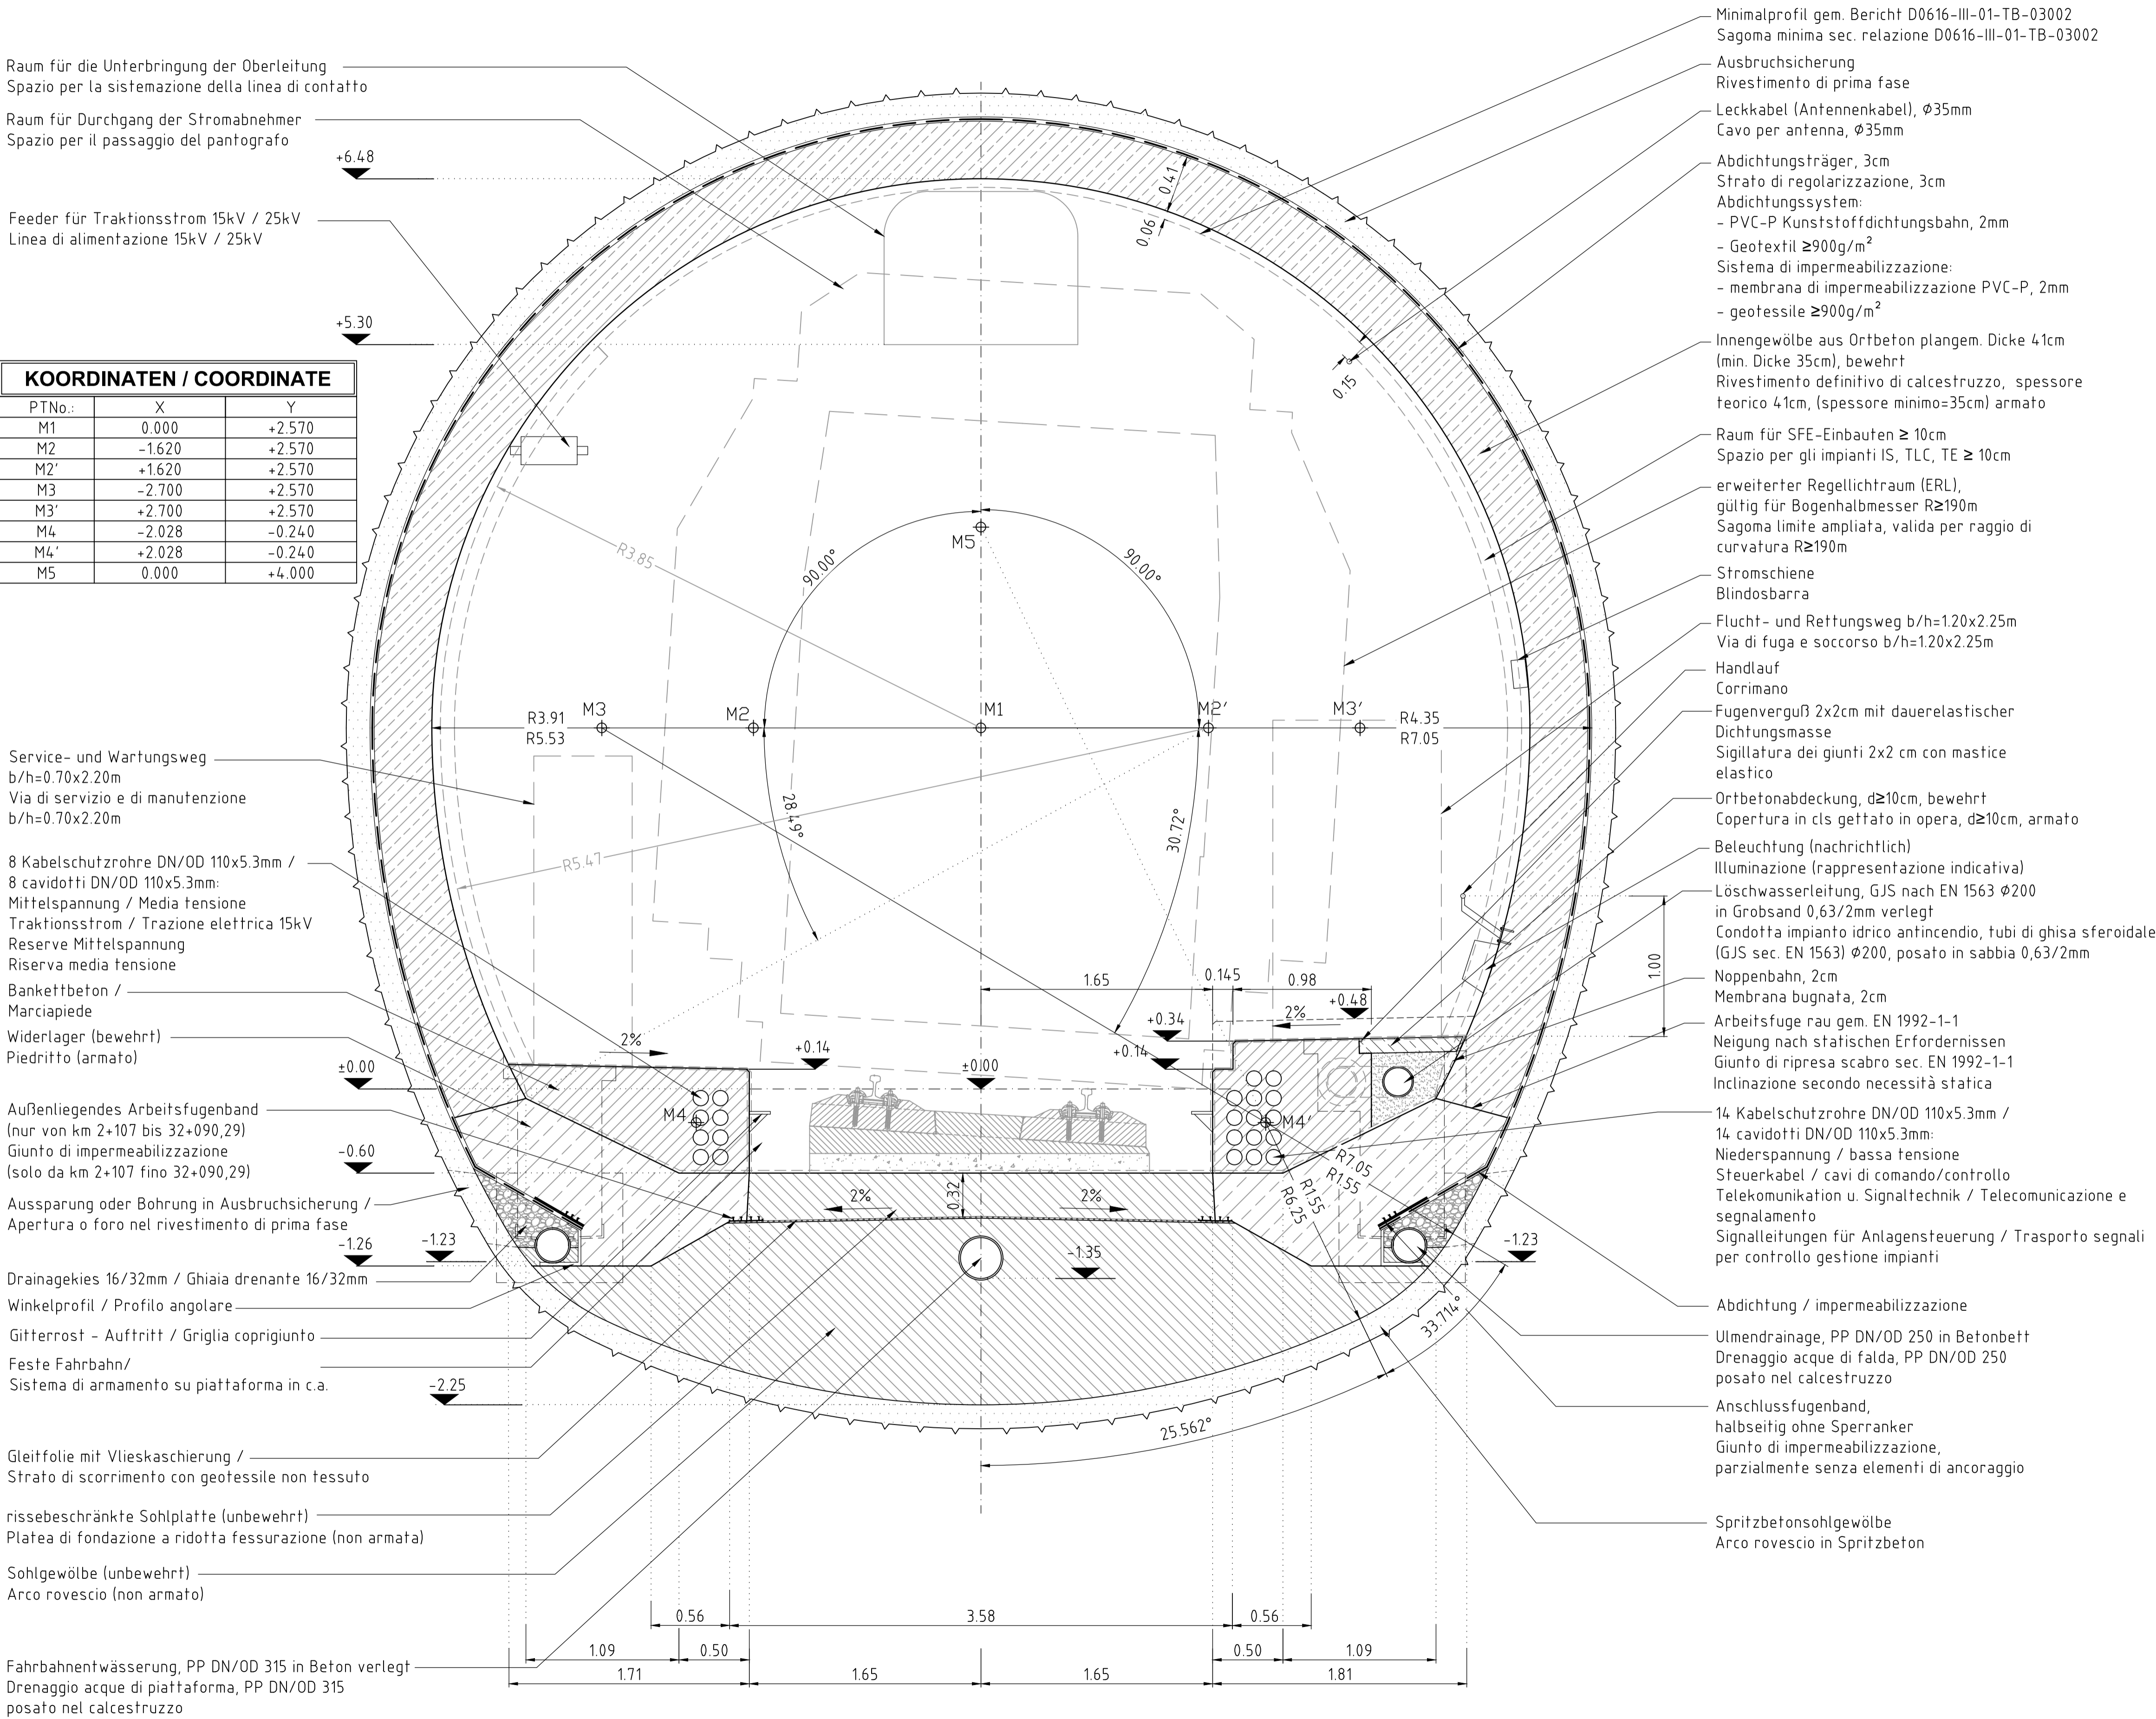 Raum für die Unterbringung der Oberleitung
Spazio per la sistemazione della linea di contatto
Raum für Durchgang der Stromabnehmer
Spazio per il passaggio del pantografo
+6.48
Feeder für Traktionsstrom 15kV / 25kV
Linea di alimentazione 15kV / 25kV
+5.30
KOORDINATEN / COORDINATE
PTNo.: X Y
M1 0.000 +2.570
M2 -1.620 +2.570
M2' +1.620 +2.570
M3 -2.700 +2.570
M3' +2.700 +2.570
M4 -2.028 -0.240
M4' +2.028 -0.240
M5 0.000 +4.000
Service- und Wartungsweg
b/h=0.70x2.20m
Via di servizio e di manutenzione
b/h=0.70x2.20m
8 Kabelschutzrohre DN/OD 110x5.3mm /
8 cavidotti DN/OD 110x5.3mm:
Mittelspannung / Media tensione
Traktionsstrom / Trazione elettrica 15kV
Reserve Mittelspannung
Riserva media tensione
Bankettbeton /
Marciapiede
Widerlager (bewehrt)
Piedritto (armato)
±0.00
Außenliegendes Arbeitsfugenband
(nur von km 2+107 bis 32+090,29)
Giunto di impermeabilizzazione
(solo da km 2+107 fino 32+090,29)
-0.60
Aussparung oder Bohrung in Ausbruchsicherung /
Apertura o foro nel rivestimento di prima fase
-1.26
-1.23
Drainagekies 16/32mm / Ghiaia drenante 16/32mm
Winkelprofil / Profilo angolare
Gitterrost - Auftritt / Griglia coprigiunto
Feste Fahrbahn/
Sistema di armamento su piattaforma in c.a.
-2.25
Gleitfolie mit Vlieskaschierung /
Strato di scorrimento con geotessile non tessuto
rissebeschränkte Sohlplatte (unbewehrt)
Platea di fondazione a ridotta fessurazione (non armata)
Sohlgewölbe (unbewehrt)
Arco rovescio (non armato)
Fahrbahnentwässerung, PP DN/OD 315 in Beton verlegt
Drenaggio acque di piattaforma, PP DN/OD 315
posato nel calcestruzzo
0.41
0.06
0.15
M5
90.00°
90.00°
R3.85
M3
M2
M1
M2'
M3'
R3.91
R5.53
R4.35
R7.05
28.49°
30.72°
R5.47
1.65
0.145
0.98
1.00
+0.48
2%
+0.34
+0.14
2%
+0.14
±0.00
M4
M4'
R7.05
R1.55
R1.55
R6.25
0.32
2%
2%
-1.35
-1.23
33.714°
25.562°
0.56
3.58
0.56
1.09
0.50
0.50
1.09
1.71
1.65
1.65
1.81
Minimalprofil gem. Bericht D0616-III-01-TB-03002
Sagoma minima sec. relazione D0616-III-01-TB-03002
Ausbruchsicherung
Rivestimento di prima fase
Leckkabel (Antennenkabel), Φ35mm
Cavo per antenna, Φ35mm
Abdichtungsträger, 3cm
Strato di regolarizzazione, 3cm
Abdichtungssystem:
- PVC-P Kunststoffdichtungsbahn, 2mm
- Geotextil ≥900g/m²
Sistema di impermeabilizzazione:
- membrana di impermeabilizzazione PVC-P, 2mm
- geotessile ≥900g/m²
Innengewölbe aus Ortbeton plangem. Dicke 41cm
(min. Dicke 35cm), bewehrt
Rivestimento definitivo di calcestruzzo, spessore
teorico 41cm, (spessore minimo=35cm) armato
Raum für SFE-Einbauten ≥ 10cm
Spazio per gli impianti IS, TLC, TE ≥ 10cm
erweiterter Regellichtraum (ERL),
gültig für Bogenhalbmesser R≥190m
Sagoma limite ampliata, valida per raggio di
curvatura R≥190m
Stromschiene
Blindosbarra
Flucht- und Rettungsweg b/h=1.20x2.25m
Via di fuga e soccorso b/h=1.20x2.25m
Handlauf
Corrimano
Fugenverguß 2x2cm mit dauerelastischer
Dichtungsmasse
Sigillatura dei giunti 2x2 cm con mastice
elastico
Ortbetonabdeckung, d≥10cm, bewehrt
Copertura in cls gettato in opera, d≥10cm, armato
Beleuchtung (nachrichtlich)
Illuminazione (rappresentazione indicativa)
Löschwasserleitung, GJS nach EN 1563 Φ200
in Grobsand 0,63/2mm verlegt
Condotta impianto idrico antincendio, tubi di ghisa sferoidale
(GJS sec. EN 1563) Φ200, posato in sabbia 0,63/2mm
Noppenbahn, 2cm
Membrana bugnata, 2cm
Arbeitsfuge rau gem. EN 1992-1-1
Neigung nach statischen Erfordernissen
Giunto di ripresa scabro sec. EN 1992-1-1
Inclinazione secondo necessità statica
14 Kabelschutzrohre DN/OD 110x5.3mm /
14 cavidotti DN/OD 110x5.3mm:
Niederspannung / bassa tensione
Steuerkabel / cavi di comando/controllo
Telekomunikation u. Signaltechnik / Telecomunicazione e
segnalamento
Signalleitungen für Anlagensteuerung / Trasporto segnali
per controllo gestione impianti
Abdichtung / impermeabilizzazione
Ulmendrainage, PP DN/OD 250 in Betonbett
Drenaggio acque di falda, PP DN/OD 250
posato nel calcestruzzo
Anschlussfugenband,
halbseitig ohne Sperranker
Giunto di impermeabilizzazione,
parzialmente senza elementi di ancoraggio
Spritzbetonsohlgewölbe
Arco rovescio in Spritzbeton